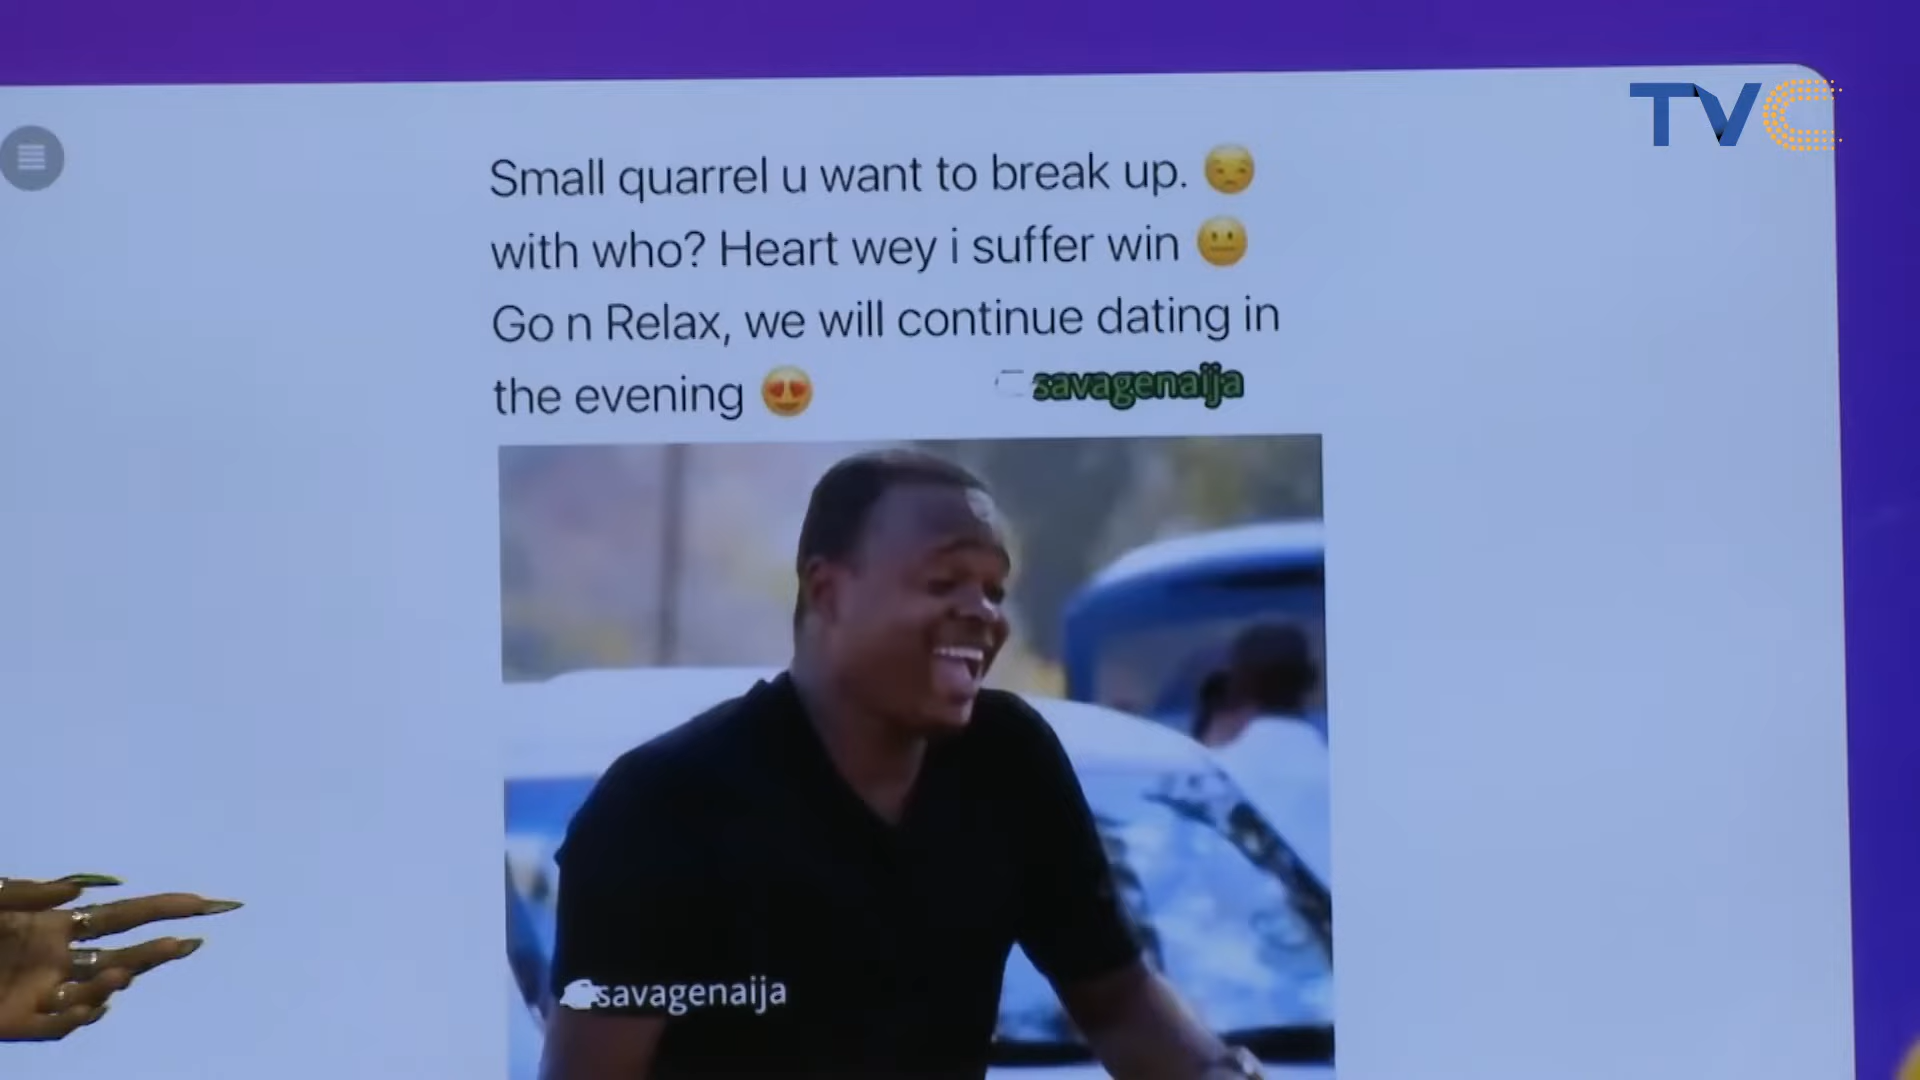 TVC
Small quarrel u want to break up. 😒
with who? Heart wey i suffer win 😐
Go n Relax, we will continue dating in
the evening 😍
savagenaija
savagenaija